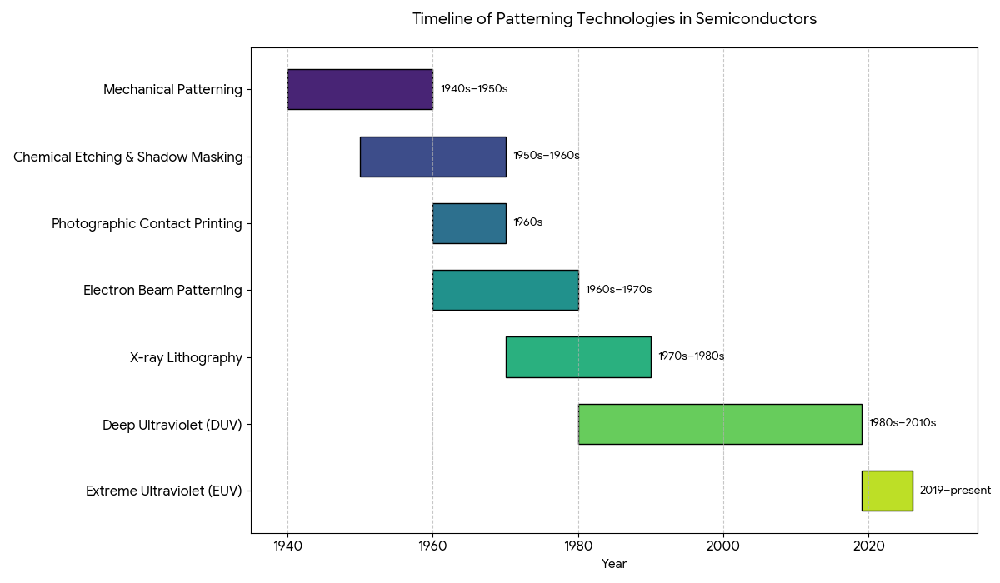 Timeline of Patterning Technologies in Semiconductors
Mechanical Patterning
1940s–1950s
Chemical Etching & Shadow Masking
1950s–1960s
Photographic Contact Printing
1960s
Electron Beam Patterning
1960s–1970s
X-ray Lithography
1970s–1980s
Deep Ultraviolet (DUV)
1980s–2010s
Extreme Ultraviolet (EUV)
2019–present
1940
1960
1980
2000
2020
Year